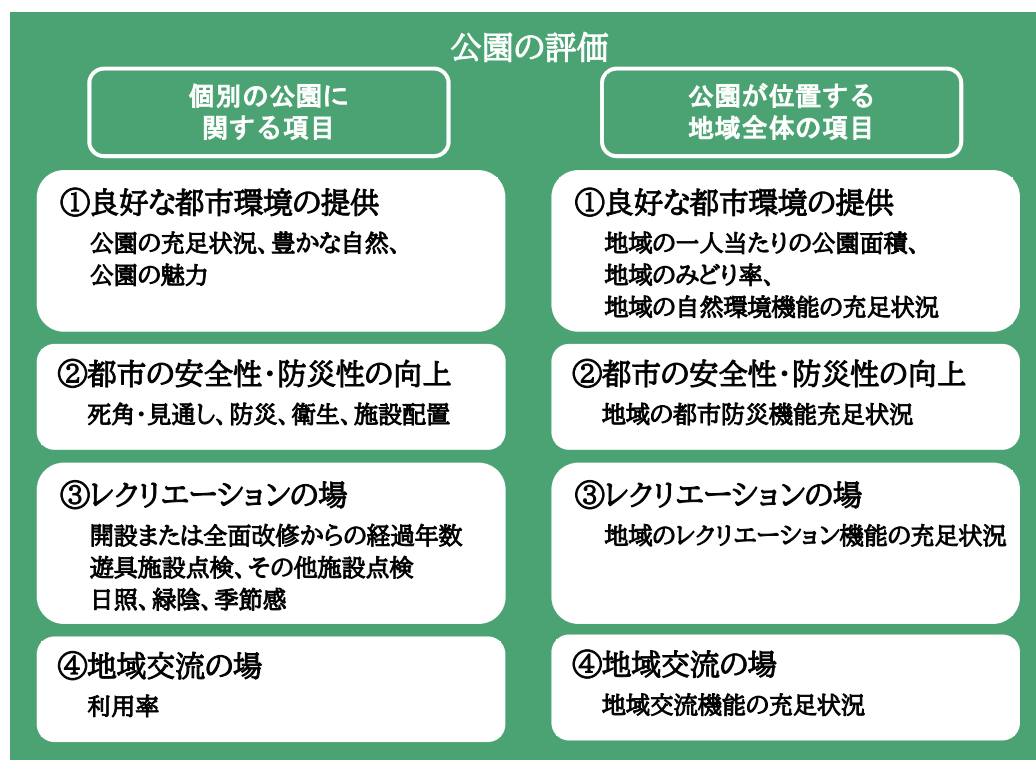 公園の評価
個別の公園に
関する項目
①良好な都市環境の提供
公園の充足状況、豊かな自然、
公園の魅力
②都市の安全性・防災性の向上
死角・見通し、防災、衛生、施設配置
③レクリエーションの場
開設または全面改修からの経過年数
遊具施設点検、その他施設点検
日照、緑陰、季節感
④地域交流の場
利用率
公園が位置する
地域全体の項目
①良好な都市環境の提供
地域の一人当たりの公園面積、
地域のみどり率、
地域の自然環境機能の充足状況
②都市の安全性・防災性の向上
地域の都市防災機能充足状況
③レクリエーションの場
地域のレクリエーション機能の充足状況
④地域交流の場
地域交流機能の充足状況